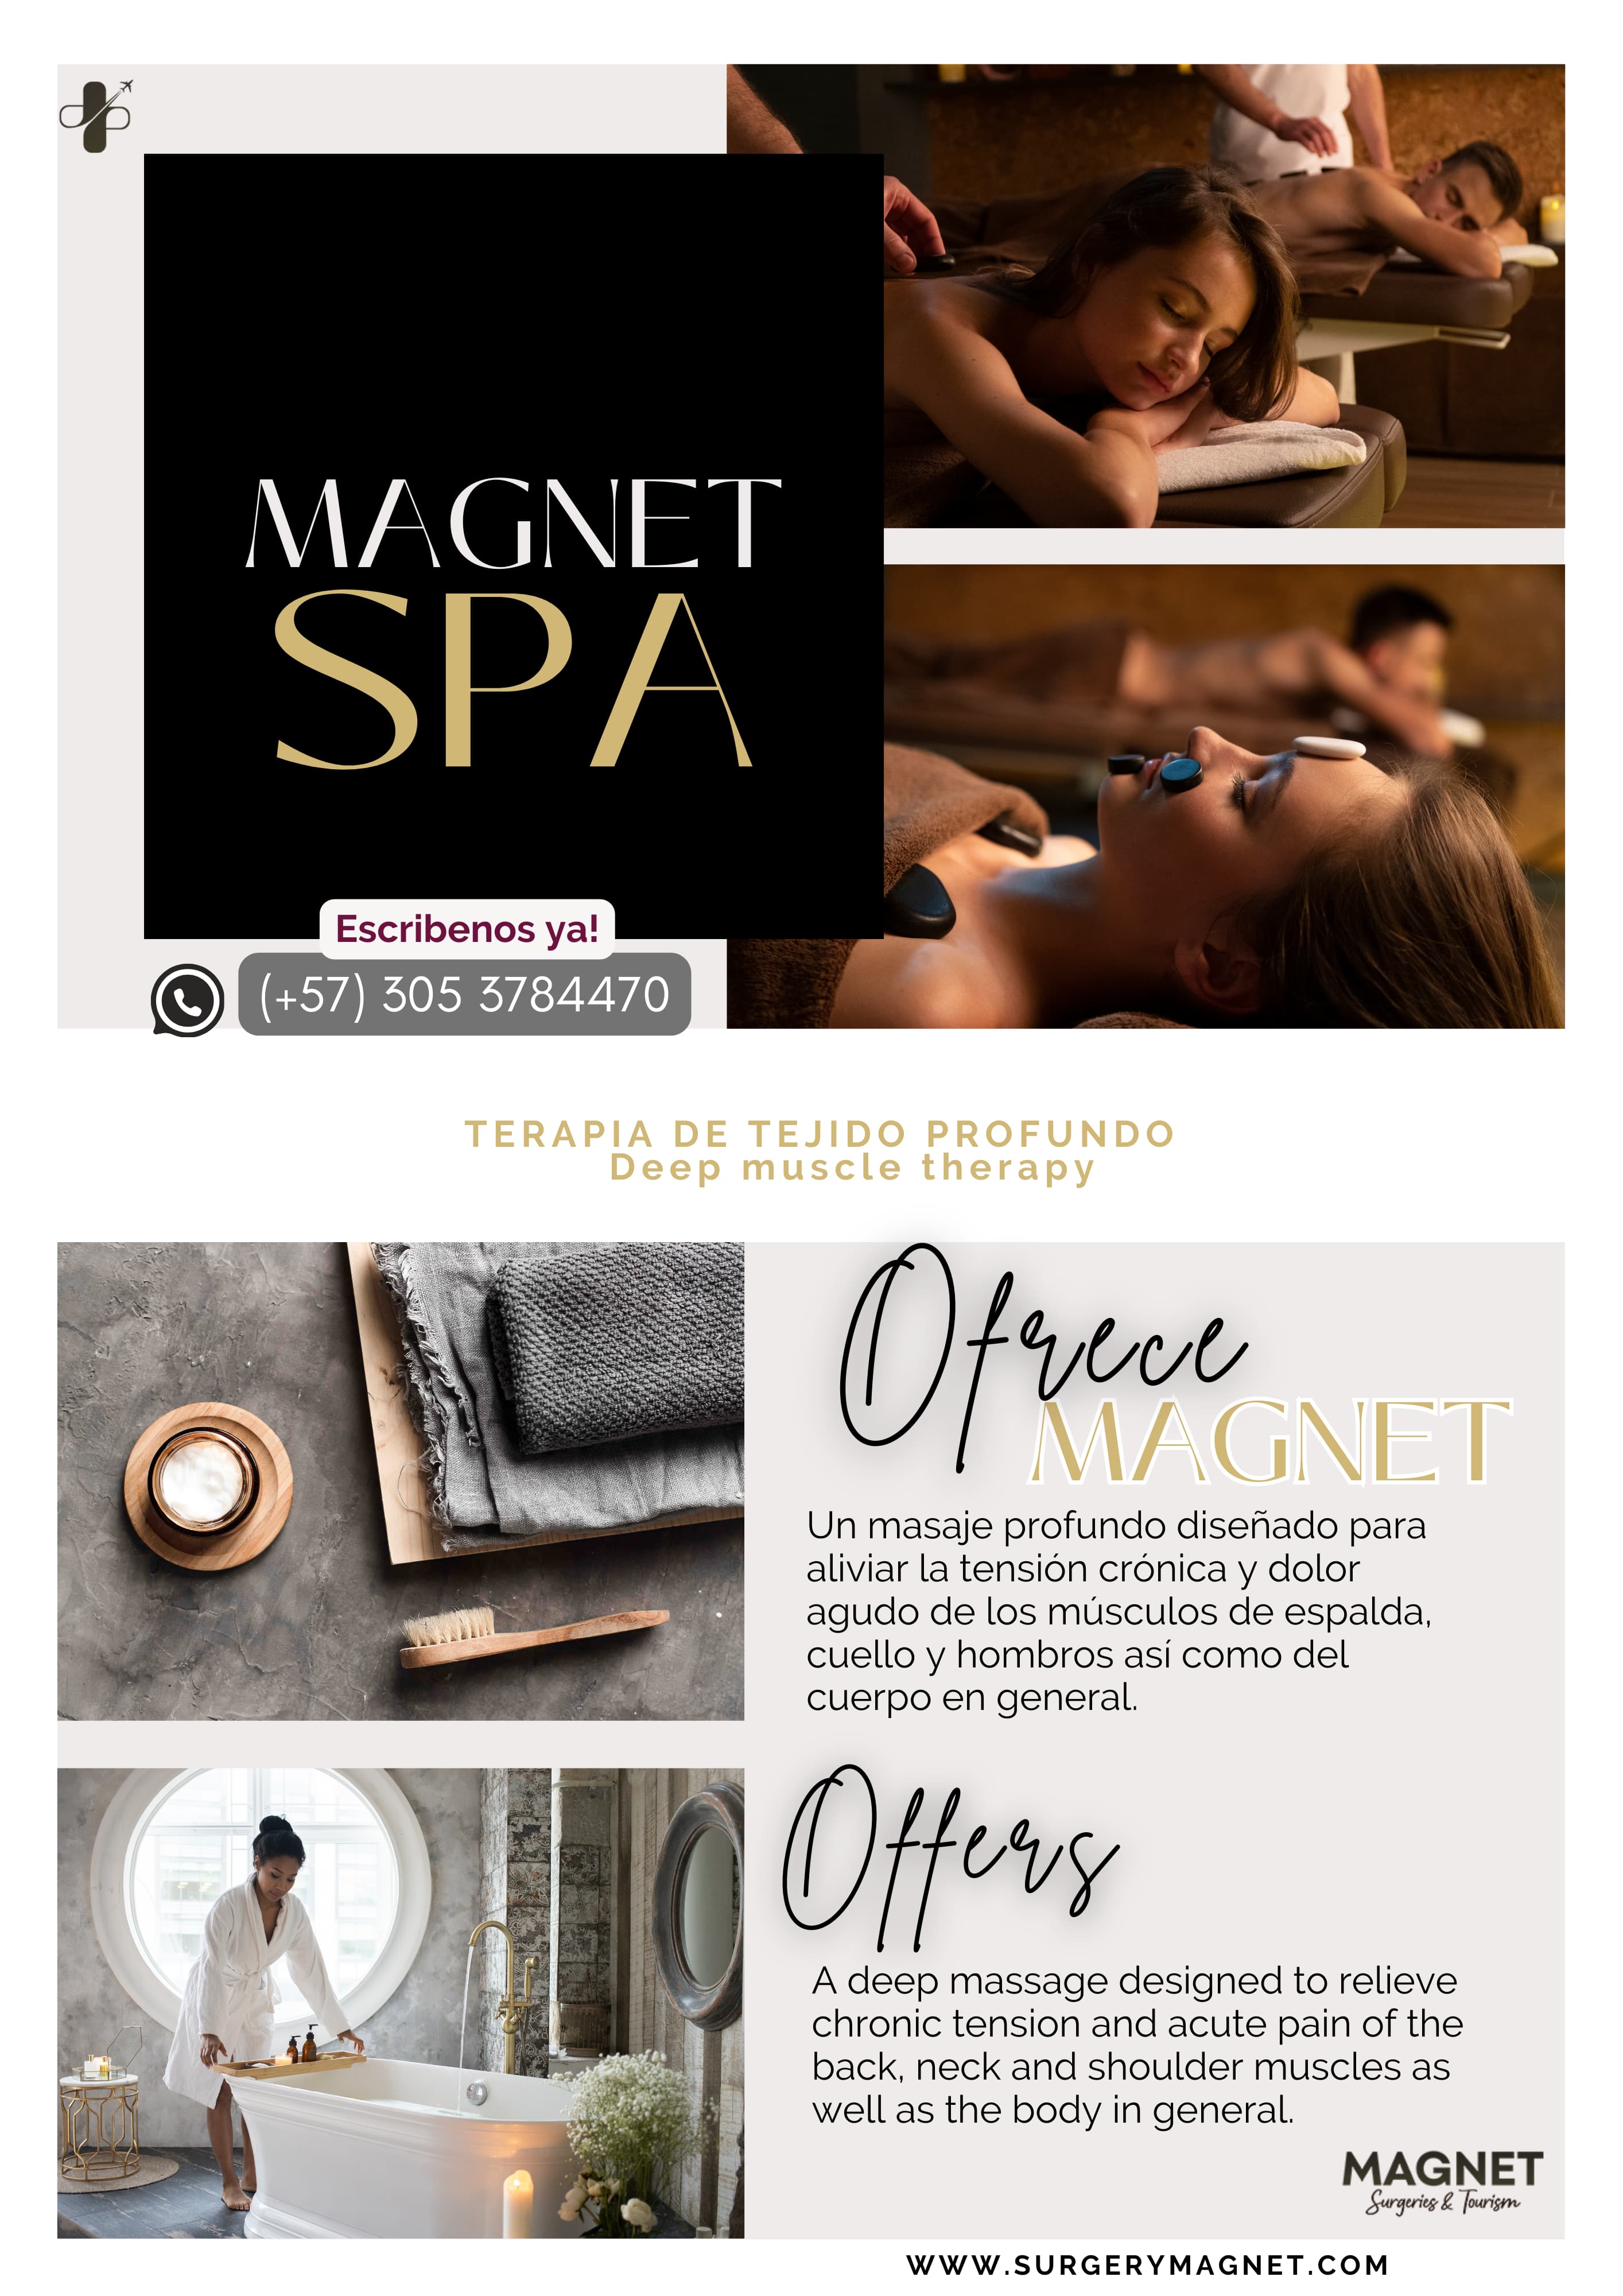 MAGNET
SPA
Escribenos ya!
(+57) 305 3784470
TERAPIA DE TEJIDO PROFUNDO
Deep muscle therapy
Ofrece
MAGNET
Un masaje profundo diseñado para
aliviar la tensión crónica y dolor
agudo de los músculos de espalda,
cuello y hombros así como del
cuerpo en general.
Offers
A deep massage designed to relieve
chronic tension and acute pain of the
back, neck and shoulder muscles as
well as the body in general.
MAGNET
Surgeries & Tourism
WWW.SURGERYMAGNET.COM